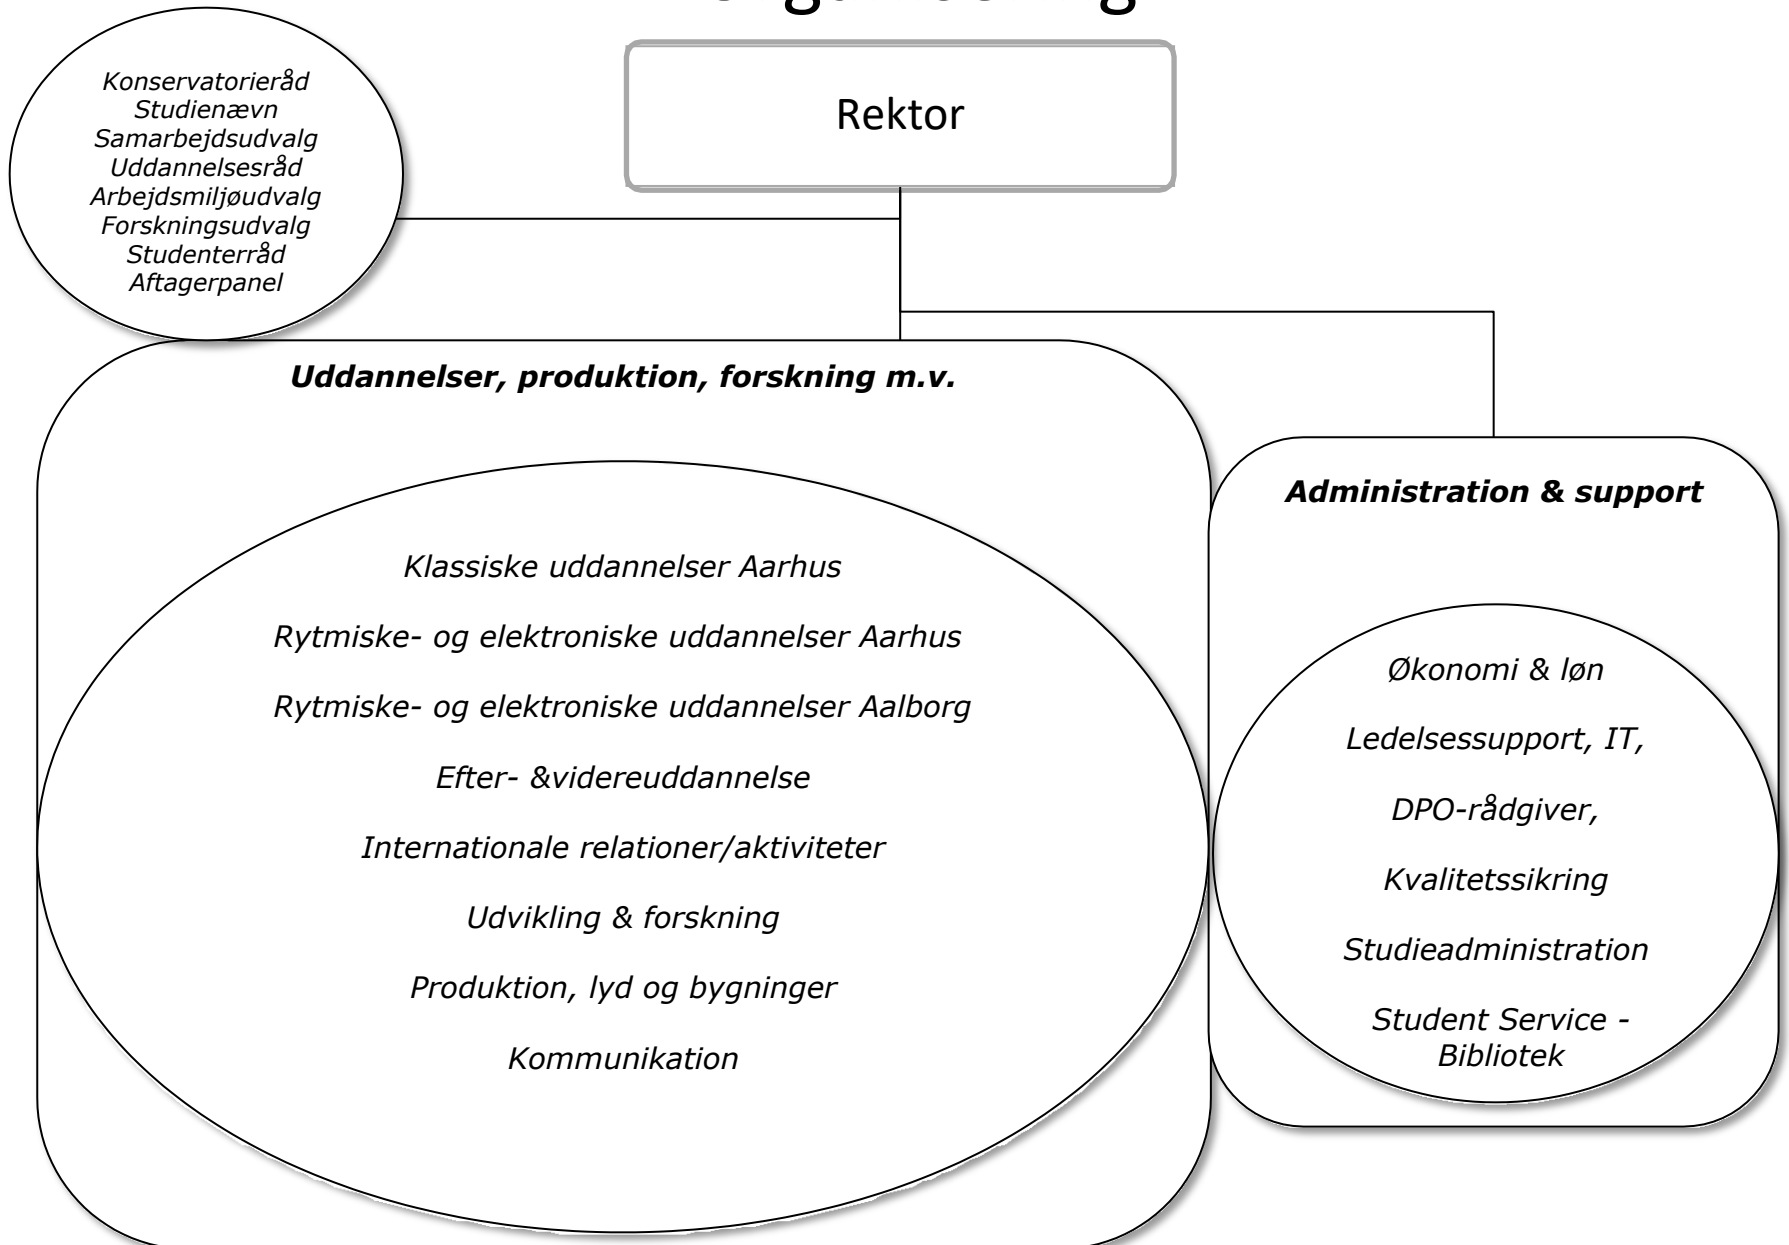 Rektor
Konservatorieråd
Studienævn
Samarbejdsudvalg
Uddannelsesråd
Arbejdsmiljøudvalg
Forskningsudvalg
Studenterråd
Aftagerpanel
Uddannelser, produktion, forskning m.v.
Klassiske uddannelser Aarhus
Rytmiske- og elektroniske uddannelser Aarhus
Rytmiske- og elektroniske uddannelser Aalborg
Efter- &videreuddannelse
Internationale relationer/aktiviteter
Udvikling & forskning
Produktion, lyd og bygninger
Kommunikation
Administration & support
Økonomi & løn
Ledelsessupport, IT,
DPO-rådgiver,
Kvalitetssikring
Studieadministration
Student Service -
Bibliotek